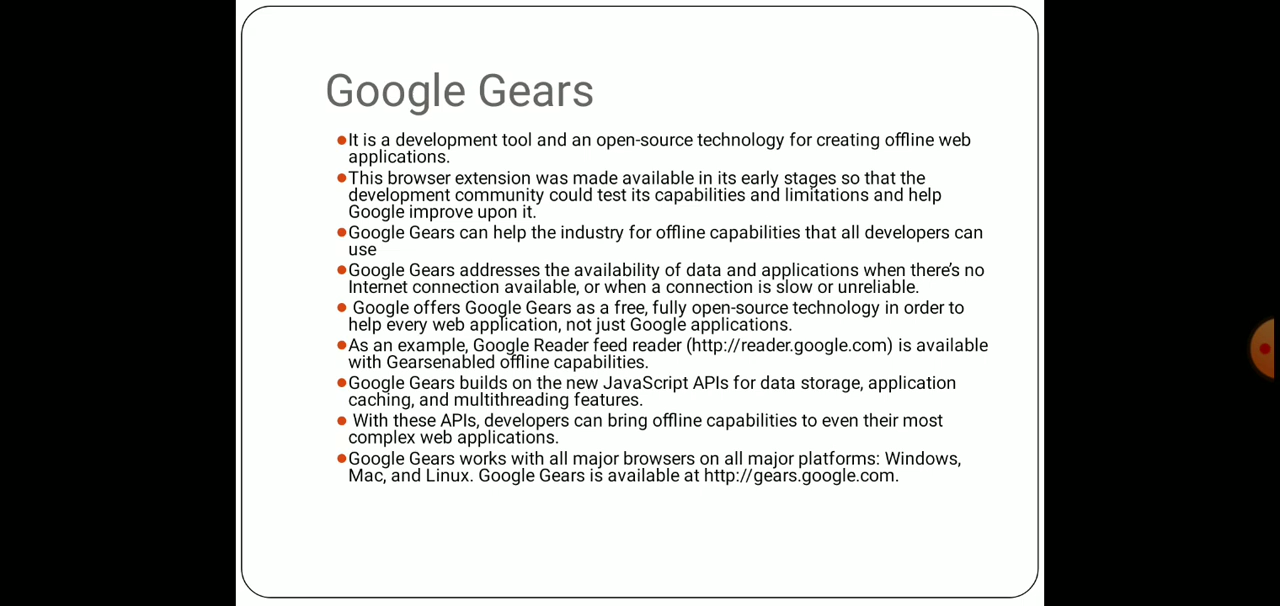 Google Gears
●It is a development tool and an open-source technology for creating offline web
applications.
●This browser extension was made available in its early stages so that the
development community could test its capabilities and limitations and help
Google improve upon it.
●Google Gears can help the industry for offline capabilities that all developers can
use
●Google Gears addresses the availability of data and applications when there’s no
Internet connection available, or when a connection is slow or unreliable.
● Google offers Google Gears as a free, fully open-source technology in order to
help every web application, not just Google applications.
●As an example, Google Reader feed reader (http://reader.google.com) is available
with Gearsenabled offline capabilities.
●Google Gears builds on the new JavaScript APIs for data storage, application
caching, and multithreading features.
● With these APIs, developers can bring offline capabilities to even their most
complex web applications.
●Google Gears works with all major browsers on all major platforms: Windows,
Mac, and Linux. Google Gears is available at http://gears.google.com.